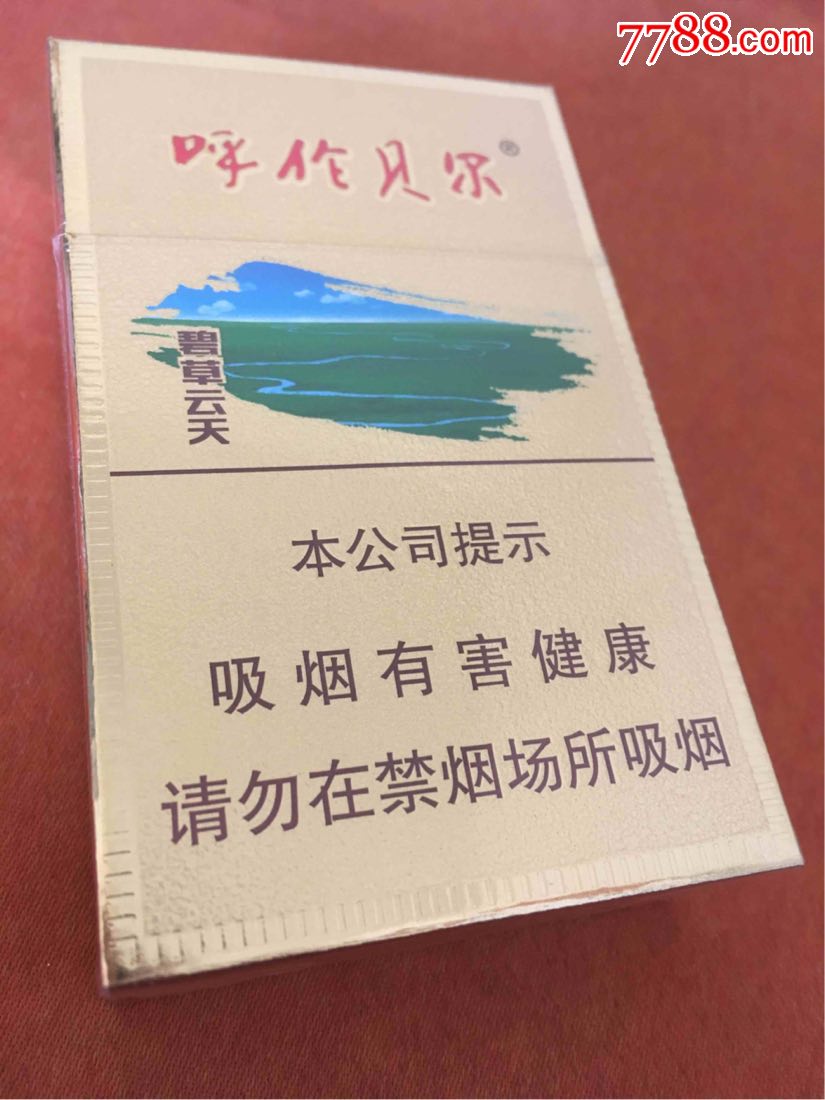 7788.com
呼伦贝尔®
碧草云天
本公司提示
吸烟有害健康
请勿在禁烟场所吸烟